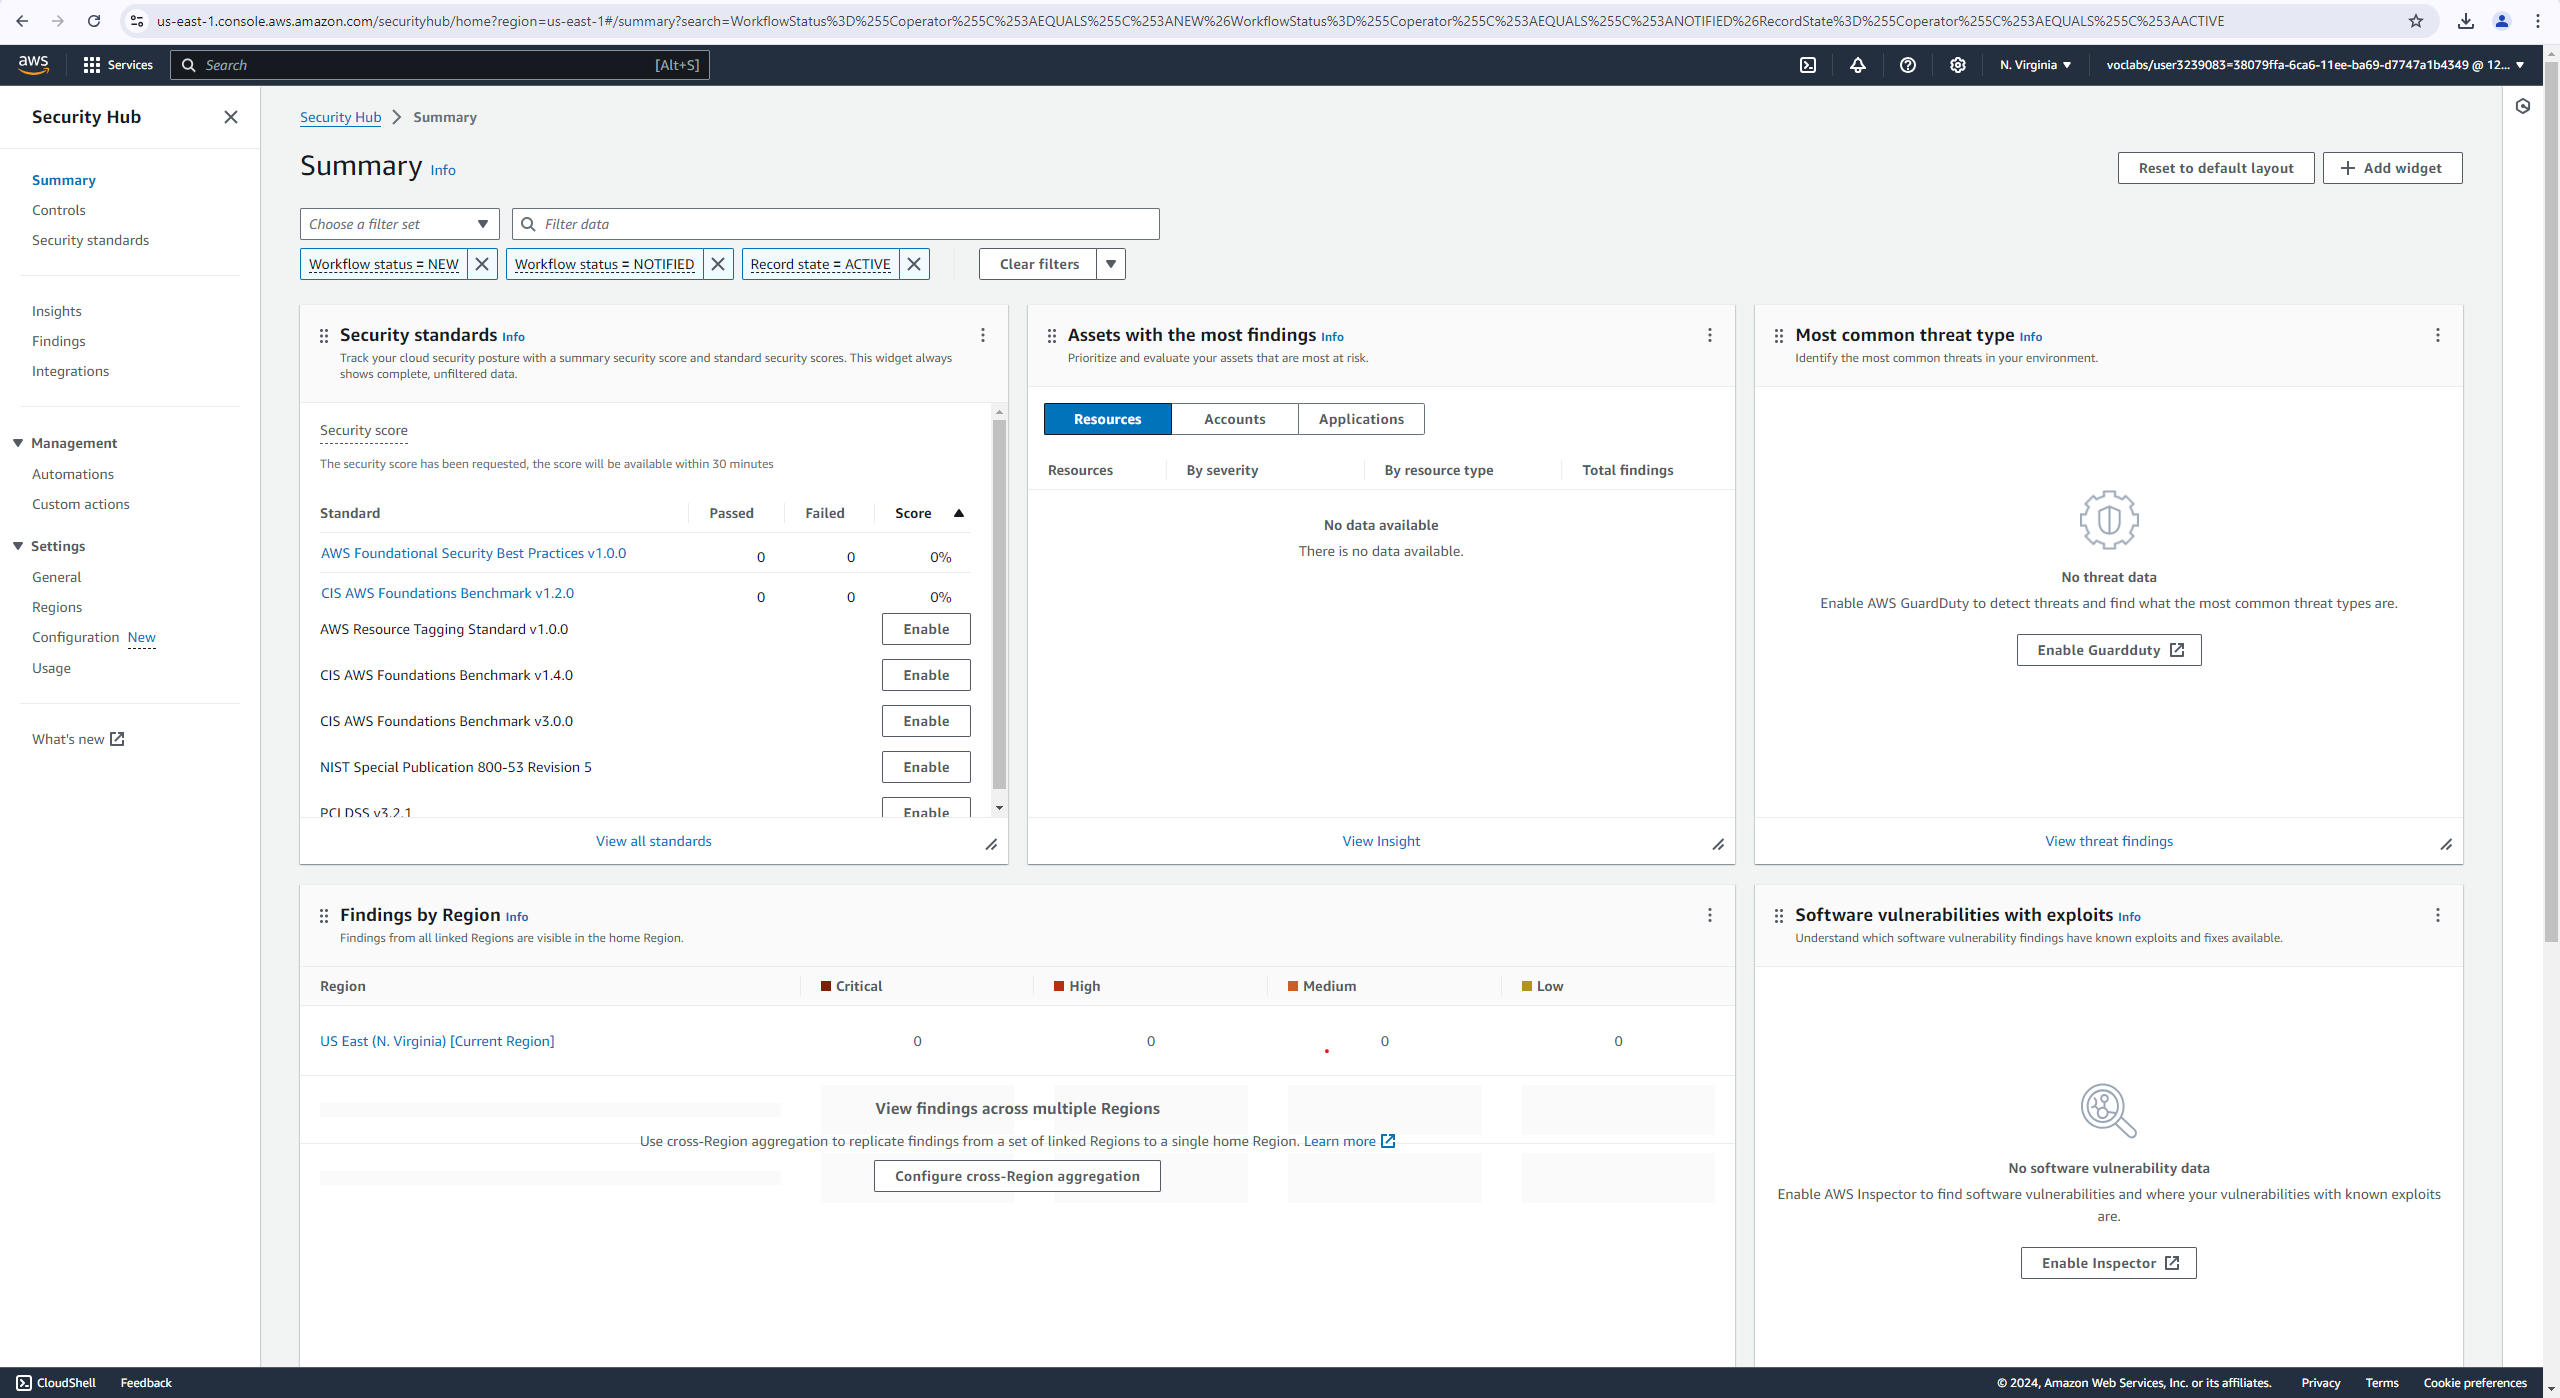 us-east-1.console.aws.amazon.com/securityhub/home?region=us-east-1#/summary?search=WorkflowStatus%3D%255Coperator%255C%253AEQUALS%255C%253ANEW%26WorkflowStatus%3D%255Coperator%255C%253AEQUALS%255C%253ANOTIFIED%26RecordState%3D%255Coperator%255C%253AEQUALS%255C%253AACTIVE
aws Services Search [Alt+S] N. Virginia voclabs/user3239083=38079ffa-6ca6-11ee-ba69-d7747a1b4349 @ 12...
Security Hub
Summary
Controls
Security standards
Insights
Findings
Integrations
Management
Automations
Custom actions
Settings
General
Regions
Configuration New
Usage
What's new
Security Hub > Summary
Summary Info
Reset to default layout
+ Add widget
Choose a filter set
Filter data
Workflow status = NEW
Workflow status = NOTIFIED
Record state = ACTIVE
Clear filters
Security standards Info
Track your cloud security posture with a summary security score and standard security scores. This widget always
shows complete, unfiltered data.
Security score
The security score has been requested, the score will be available within 30 minutes
Standard Passed Failed Score
AWS Foundational Security Best Practices v1.0.0 0 0 0%
CIS AWS Foundations Benchmark v1.2.0 0 0 0%
AWS Resource Tagging Standard v1.0.0 Enable
CIS AWS Foundations Benchmark v1.4.0 Enable
CIS AWS Foundations Benchmark v3.0.0 Enable
NIST Special Publication 800-53 Revision 5 Enable
PCI DSS v3.2.1 Enable
View all standards
Assets with the most findings Info
Prioritize and evaluate your assets that are most at risk.
Resources Accounts Applications
Resources By severity By resource type Total findings
No data available
There is no data available.
View Insight
Most common threat type Info
Identify the most common threats in your environment.
No threat data
Enable AWS GuardDuty to detect threats and find what the most common threat types are.
Enable Guardduty
View threat findings
Findings by Region Info
Findings from all linked Regions are visible in the home Region.
Region Critical High Medium Low
US East (N. Virginia) [Current Region] 0 0 0 0
View findings across multiple Regions
Use cross-Region aggregation to replicate findings from a set of linked Regions to a single home Region. Learn more
Configure cross-Region aggregation
Software vulnerabilities with exploits Info
Understand which software vulnerability findings have known exploits and fixes available.
No software vulnerability data
Enable AWS Inspector to find software vulnerabilities and where your vulnerabilities with known exploits
are.
Enable Inspector
CloudShell Feedback © 2024, Amazon Web Services, Inc. or its affiliates. Privacy Terms Cookie preferences